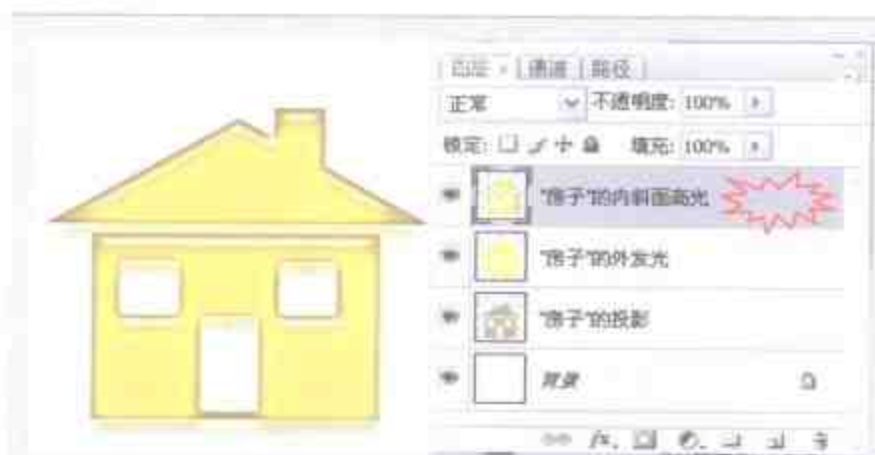 图层 × 通道 路径
正常 不透明度: 100%
锁定: 填充: 100%
"房子"的内斜面高光
"房子"的外发光
"房子"的投影
背景
fx.